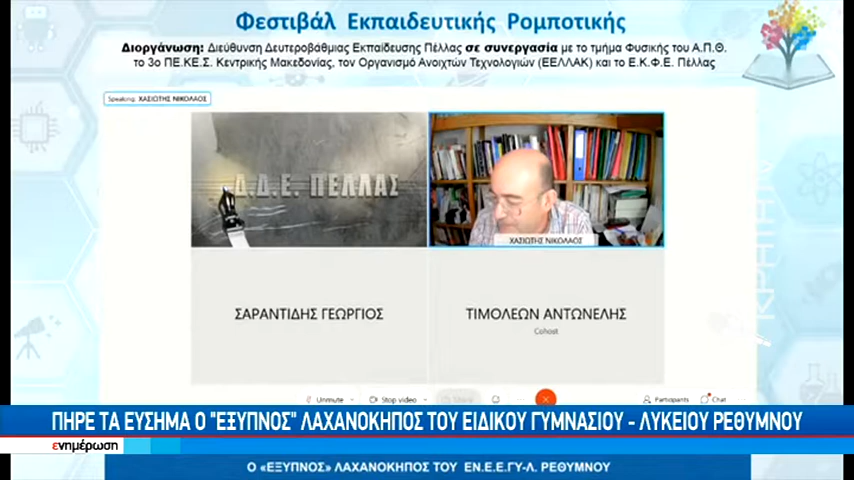 Φεστιβάλ Εκπαιδευτικής Ρομποτικής
Διοργάνωση: Διεύθυνση Δευτεροβάθμιας Εκπαίδευσης Πέλλας σε συνεργασία με το τμήμα Φυσικής του Α.Π.Θ.
το 3ο ΠΕ.ΚΕ.Σ. Κεντρικής Μακεδονίας, τον Οργανισμό Ανοιχτών Τεχνολογιών (ΕΕΛΛΑΚ) και το Ε.Κ.Φ.Ε. Πέλλας
Speaking: ΧΑΣΙΩΤΗΣ ΝΙΚΟΛΑΟΣ
Δ.Δ.Ε. ΠΕΛΛΑΣ
ΧΑΣΙΩΤΗΣ ΝΙΚΟΛΑΟΣ
ΣΑΡΑΝΤΙΔΗΣ ΓΕΩΡΓΙΟΣ
ΤΙΜΟΛΕΩΝ ΑΝΤΩΝΕΛΗΣ
Cohost
Unmute
Stop video
Participants
Chat
ΠΗΡΕ ΤΑ ΕΥΣΗΜΑ Ο "ΕΞΥΠΝΟΣ" ΛΑΧΑΝΟΚΗΠΟΣ ΤΟΥ ΕΙΔΙΚΟΥ ΓΥΜΝΑΣΙΟΥ - ΛΥΚΕΙΟΥ ΡΕΘΥΜΝΟΥ
ενημέρωση
Ο «ΕΞΥΠΝΟΣ» ΛΑΧΑΝΟΚΗΠΟΣ ΤΟΥ ΕΝ.Ε.Ε.ΓΥ-Λ. ΡΕΘΥΜΝΟΥ